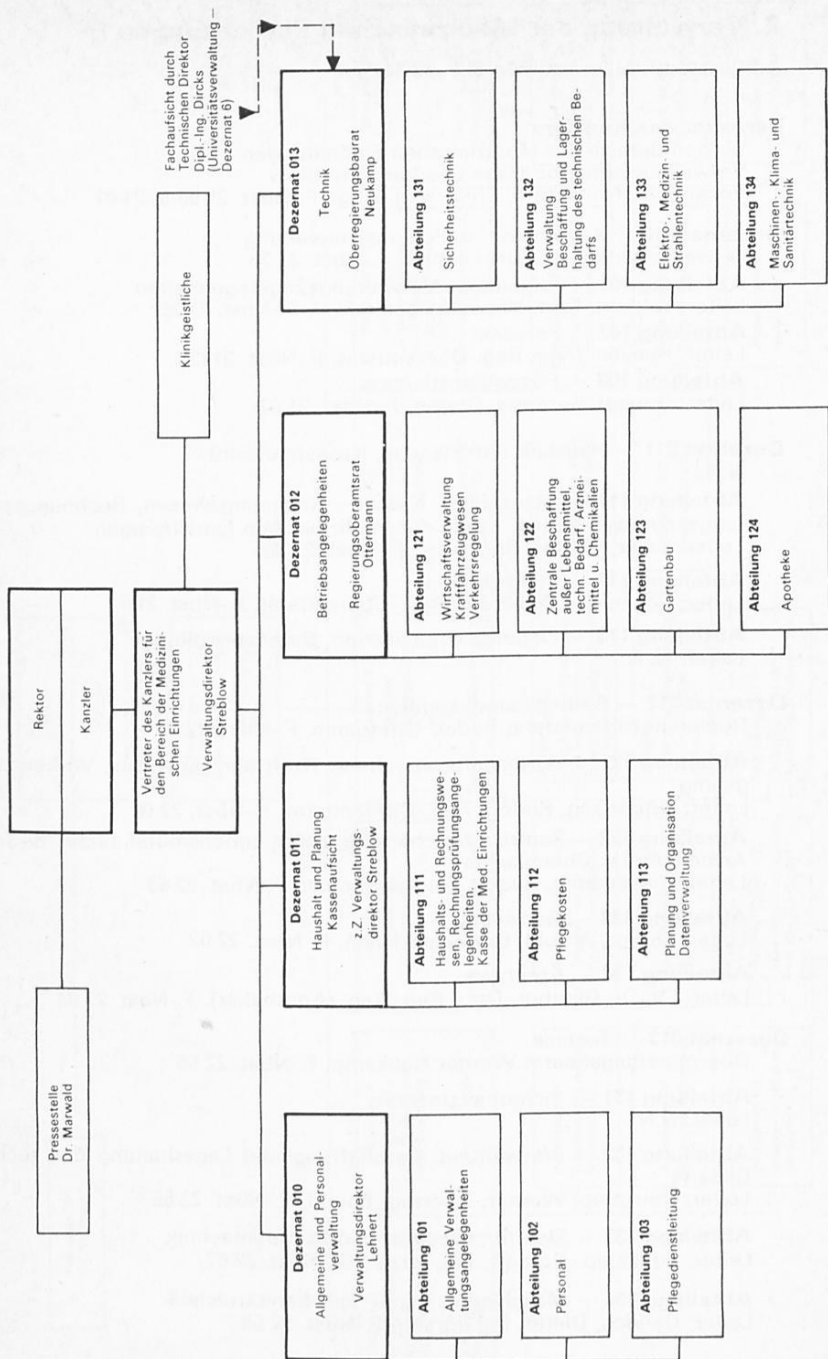 Pressestelle
Dr. Marwald
Rektor
Kanzler
Vertreter des Kanzlers für
den Bereich der Medizini-
schen Einrichtungen
Verwaltungsdirektor
Streblow
Klinikgeistliche
Fachaufsicht durch
Technischen Direktor
Dipl.-Ing. Dircks
(Universitätsverwaltung —
Dezernat 6)
Dezernat 010
Allgemeine und Personal-
verwaltung
Verwaltungsdirektor
Lehnert
Abteilung 101
Allgemeine Verwal-
tungsangelegenheiten
Abteilung 102
Personal
Abteilung 103
Pflegedienstleitung
Dezernat 011
Haushalt und Planung
Kassenaufsicht
z.Z. Verwaltungs-
direktor Streblow
Abteilung 111
Haushalts- und Rechnungswe-
sen, Rechnungsprüfungsange-
legenheiten,
Kasse der Med. Einrichtungen
Abteilung 112
Pflegekosten
Abteilung 113
Planung und Organisation
Datenverwaltung
Dezernat 012
Betriebsangelegenheiten
Regierungsoberamtsrat
Ottermann
Abteilung 121
Wirtschaftsverwaltung
Kraftfahrzeugwesen
Verkehrsregelung
Abteilung 122
Zentrale Beschaffung
außer Lebensmittel,
techn. Bedarf, Arznei-
mittel u. Chemikalien
Abteilung 123
Gartenbau
Abteilung 124
Apotheke
Dezernat 013
Technik
Oberregierungsbaurat
Neukamp
Abteilung 131
Sicherheitstechnik
Abteilung 132
Verwaltung
Beschaffung und Lager-
haltung des technischen Be-
darfs
Abteilung 133
Elektro-, Medizin- und
Strahlentechnik
Abteilung 134
Maschinen-, Klima- und
Sanitärtechnik